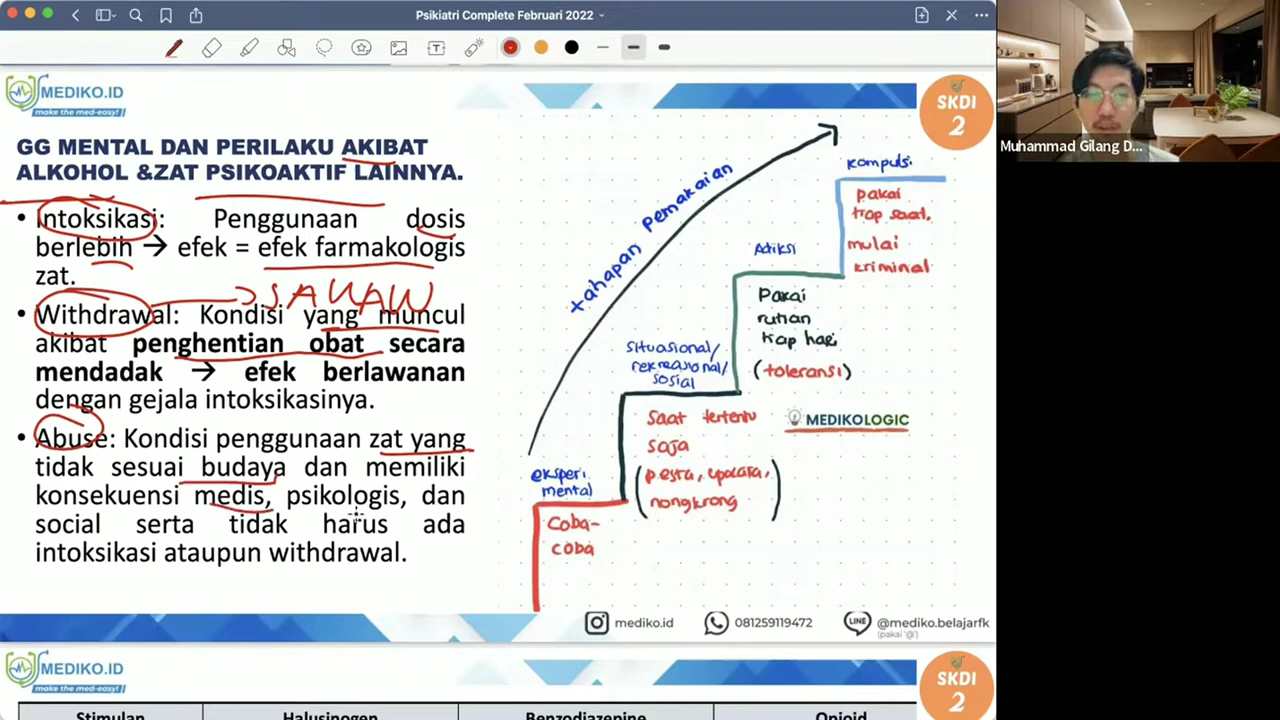 Psikiatri Complete Februari 2022
MEDIKO.ID
make the med-easy!
SKDI
2
Muhammad Gilang D...
GG MENTAL DAN PERILAKU AKIBAT
ALKOHOL &ZAT PSIKOAKTIF LAINNYA.
• Intoksikasi: Penggunaan dosis
berlebih → efek = efek farmakologis
zat.
SAKAW
• Withdrawal: Kondisi yang muncul
akibat penghentian obat secara
mendadak → efek berlawanan
dengan gejala intoksikasinya.
• Abuse: Kondisi penggunaan zat yang
tidak sesuai budaya dan memiliki
konsekuensi medis, psikologis, dan
social serta tidak harus ada
intoksikasi ataupun withdrawal.
tahapan pemakaian
kompulsi
pakai
tiap saat.
mulai
kriminal
Adiksi
Pakai
rutian
tiap hari
(toleransi)
situasional/
rekreasional/
sosial
Saat tertentu
saja
(pesta, upacara,
nongkrong)
MEDIKOLOGIC
eksperi
mental
Coba-
coba
mediko.id
081259119472
LINE
@mediko.belajarfk
(pakai '@')
MEDIKO.ID
make the med-easy!
SKDI
2
Stimulan
Halusinogen
Benzodiazepine
Opioid